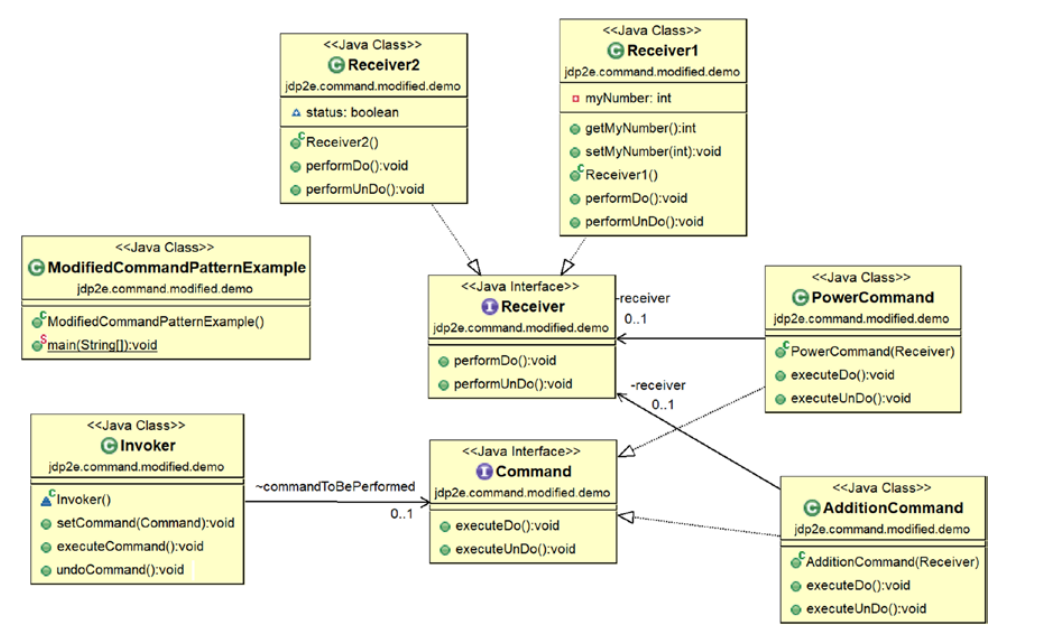 <<Java Class>>
Receiver2
jdp2e.command.modified.demo
status: boolean
Receiver2()
performDo():void
performUnDo():void
<<Java Class>>
Receiver1
jdp2e.command.modified.demo
myNumber: int
getMyNumber():int
setMyNumber(int):void
Receiver1()
performDo():void
performUnDo():void
<<Java Class>>
ModifiedCommandPatternExample
jdp2e.command.modified.demo
ModifiedCommandPatternExample()
main(String[]):void
<<Java Interface>>
Receiver
jdp2e.command.modified.demo
performDo():void
performUnDo():void
-receiver
0..1
<<Java Class>>
PowerCommand
jdp2e.command.modified.demo
PowerCommand(Receiver)
executeDo():void
executeUnDo():void
-receiver
0..1
<<Java Class>>
Invoker
jdp2e.command.modified.demo
Invoker()
setCommand(Command):void
executeCommand():void
undoCommand():void
~commandToBePerformed
0..1
<<Java Interface>>
Command
jdp2e.command.modified.demo
executeDo():void
executeUnDo():void
<<Java Class>>
AdditionCommand
jdp2e.command.modified.demo
AdditionCommand(Receiver)
executeDo():void
executeUnDo():void